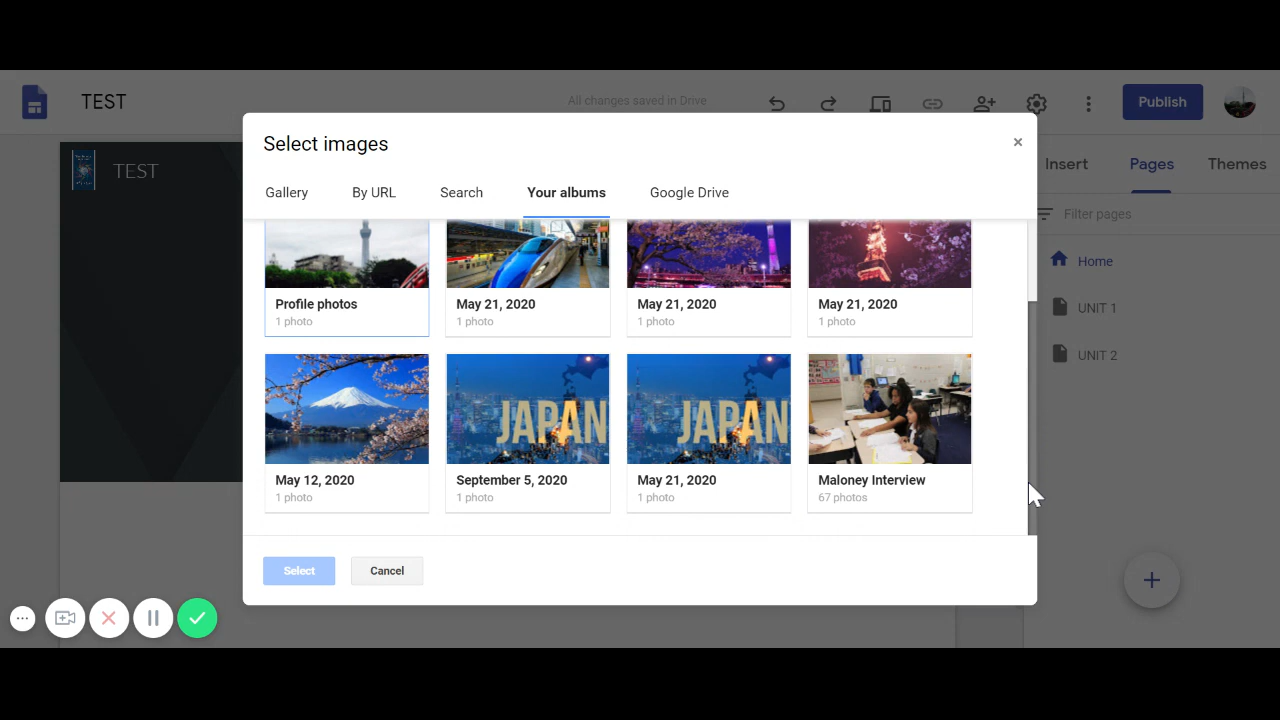 TEST
All changes saved in Drive
Publish
TEST
Select images
Gallery
By URL
Search
Your albums
Google Drive
Insert
Pages
Themes
Filter pages
Home
UNIT 1
UNIT 2
Profile photos
1 photo
May 21, 2020
1 photo
May 21, 2020
1 photo
May 21, 2020
1 photo
JAPAN
JAPAN
May 12, 2020
1 photo
September 5, 2020
1 photo
May 21, 2020
1 photo
Maloney Interview
67 photos
Select
Cancel